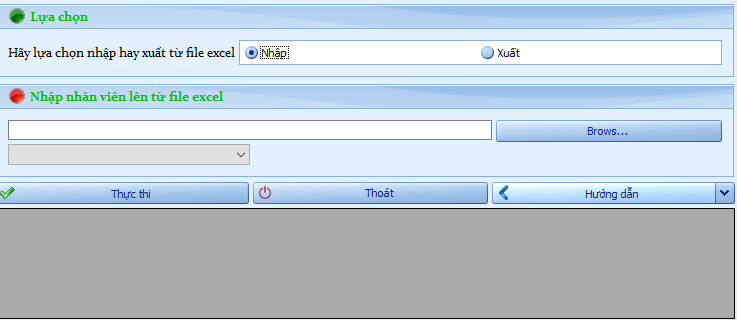 Lựa chọn
Hãy lựa chọn nhập hay xuất từ file excel Nhập Xuất
Nhập nhân viên lên từ file excel
Brows...
Thực thi Thoát Hướng dẫn